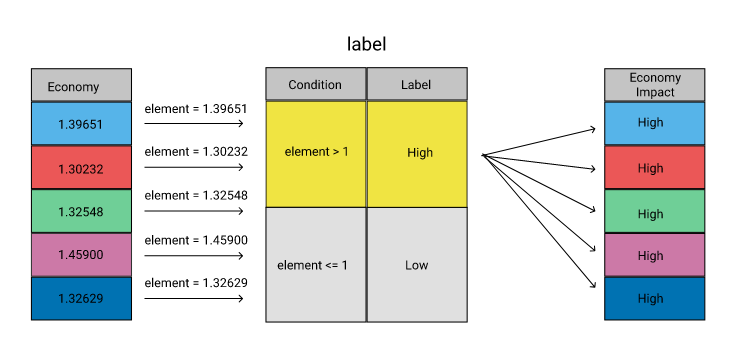 label
Economy
1.39651
1.30232
1.32548
1.45900
1.32629
element = 1.39651
element = 1.30232
element = 1.32548
element = 1.45900
element = 1.32629
Condition Label
element > 1 High
element <= 1 Low
Economy
Impact
High
High
High
High
High